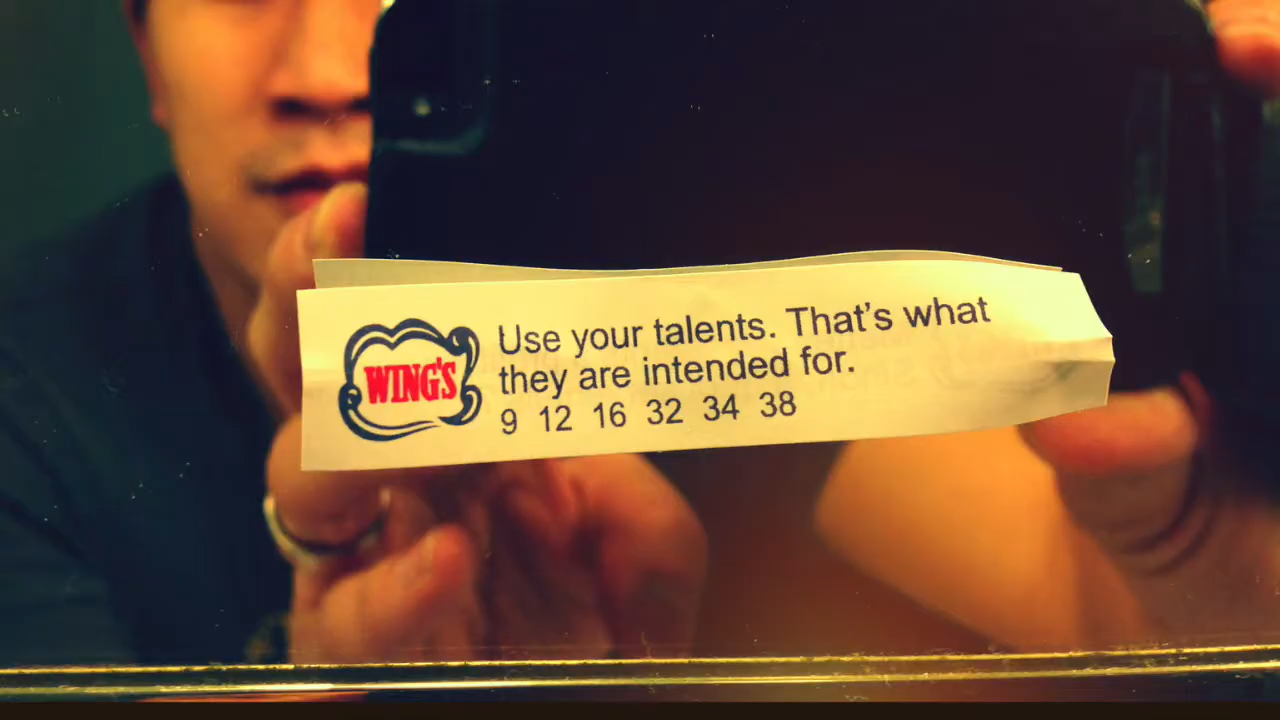 WING'S
Use your talents. That's what
they are intended for.
9 12 16 32 34 38